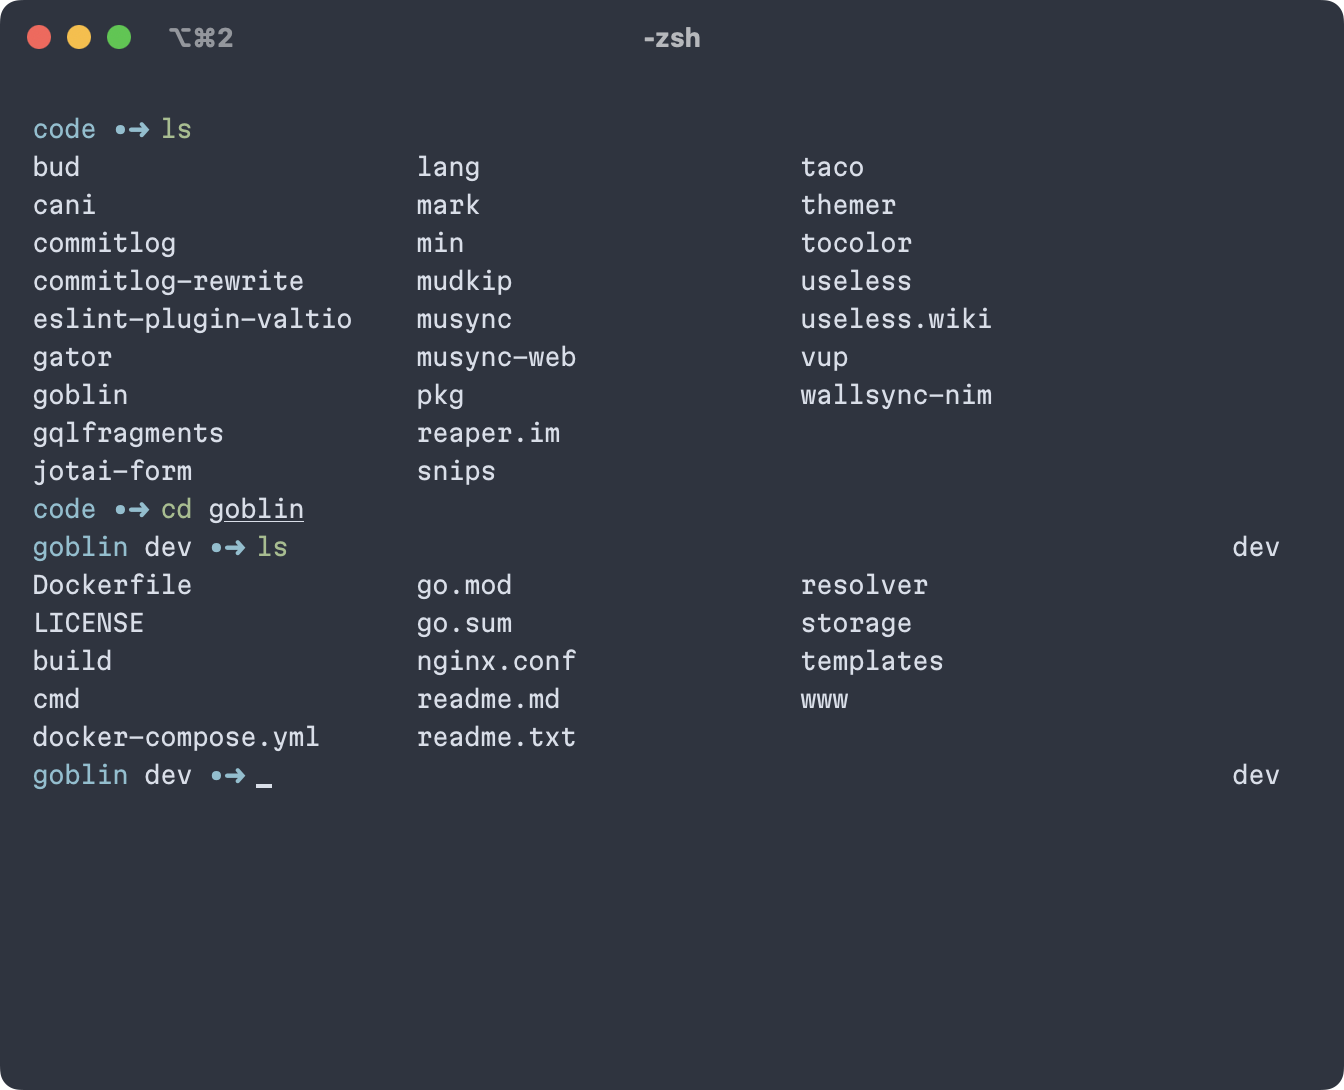 ⌥⌘2 -zsh
code •➜ ls
bud lang taco
cani mark themer
commitlog min tocolor
commitlog-rewrite mudkip useless
eslint-plugin-valtio musync useless.wiki
gator musync-web vup
goblin pkg wallsync-nim
gqlfragments reaper.im
jotai-form snips
code •➜ cd goblin
goblin dev •➜ ls dev
Dockerfile go.mod resolver
LICENSE go.sum storage
build nginx.conf templates
cmd readme.md www
docker-compose.yml readme.txt
goblin dev •➜ _ dev